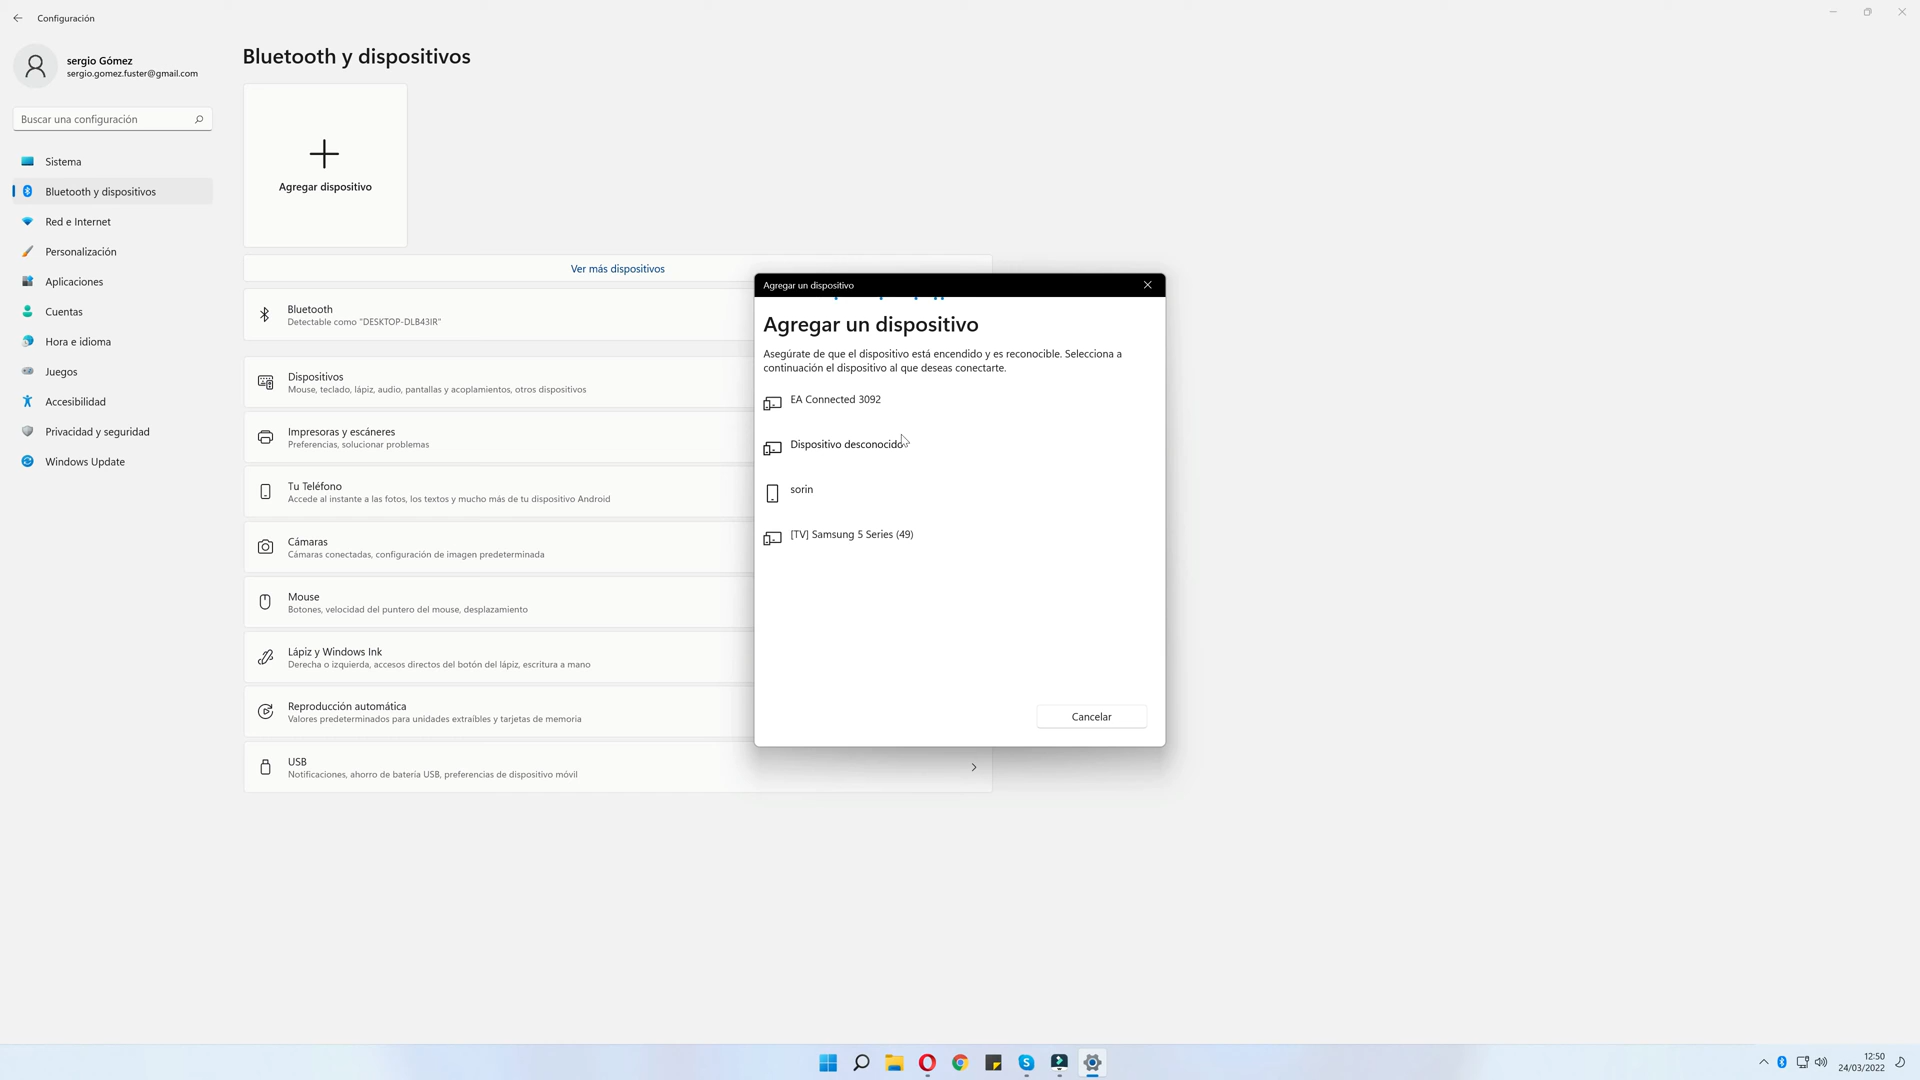 Configuración
sergio Gómez
sergio.gomez.fuster@gmail.com
Buscar una configuración
Sistema
Bluetooth y dispositivos
Red e Internet
Personalización
Aplicaciones
Cuentas
Hora e idioma
Juegos
Accesibilidad
Privacidad y seguridad
Windows Update
Bluetooth y dispositivos
Agregar dispositivo
Ver más dispositivos
Bluetooth
Detectable como "DESKTOP-DLB43IR"
Dispositivos
Mouse, teclado, lápiz, audio, pantallas y acoplamientos, otros dispositivos
Impresoras y escáneres
Preferencias, solucionar problemas
Tu Teléfono
Accede al instante a las fotos, los textos y mucho más de tu dispositivo Android
Cámaras
Cámaras conectadas, configuración de imagen predeterminada
Mouse
Botones, velocidad del puntero del mouse, desplazamiento
Lápiz y Windows Ink
Derecha o izquierda, accesos directos del botón del lápiz, escritura a mano
Reproducción automática
Valores predeterminados para unidades extraíbles y tarjetas de memoria
USB
Notificaciones, ahorro de batería USB, preferencias de dispositivo móvil
Agregar un dispositivo
Agregar un dispositivo
Asegúrate de que el dispositivo está encendido y es reconocible. Selecciona a
continuación el dispositivo al que deseas conectarte.
EA Connected 3092
Dispositivo desconocido
sorin
[TV] Samsung 5 Series (49)
Cancelar
12:50
24/03/2022